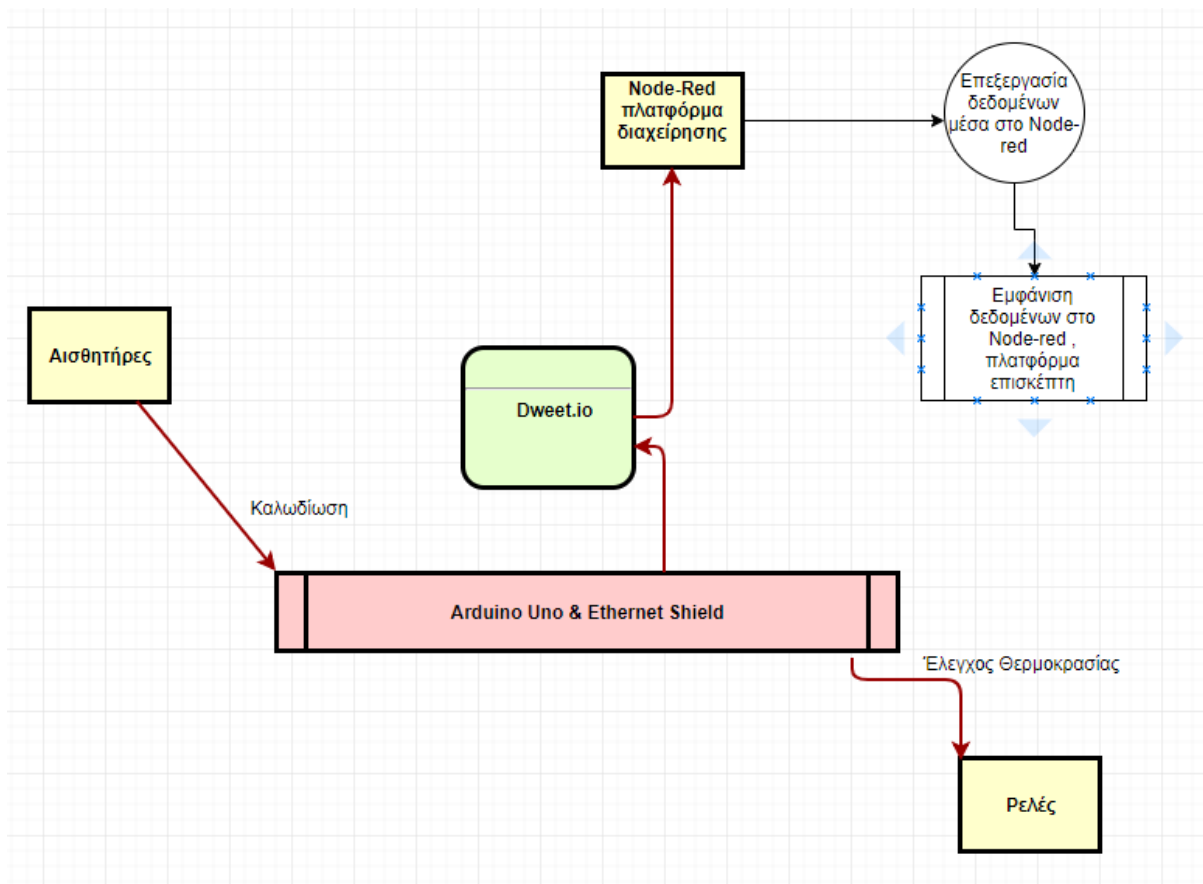 Node-Red
πλατφόρμα
διαχείρησης
Επεξεργασία
δεδομένων
μέσα στο Node-
red
Εμφάνιση
δεδομένων στο
Node-red ,
πλατφόρμα
επισκέπτη
Αισθητήρες
Dweet.io
Καλωδίωση
Arduino Uno & Ethernet Shield
Έλεγχος Θερμοκρασίας
Ρελές